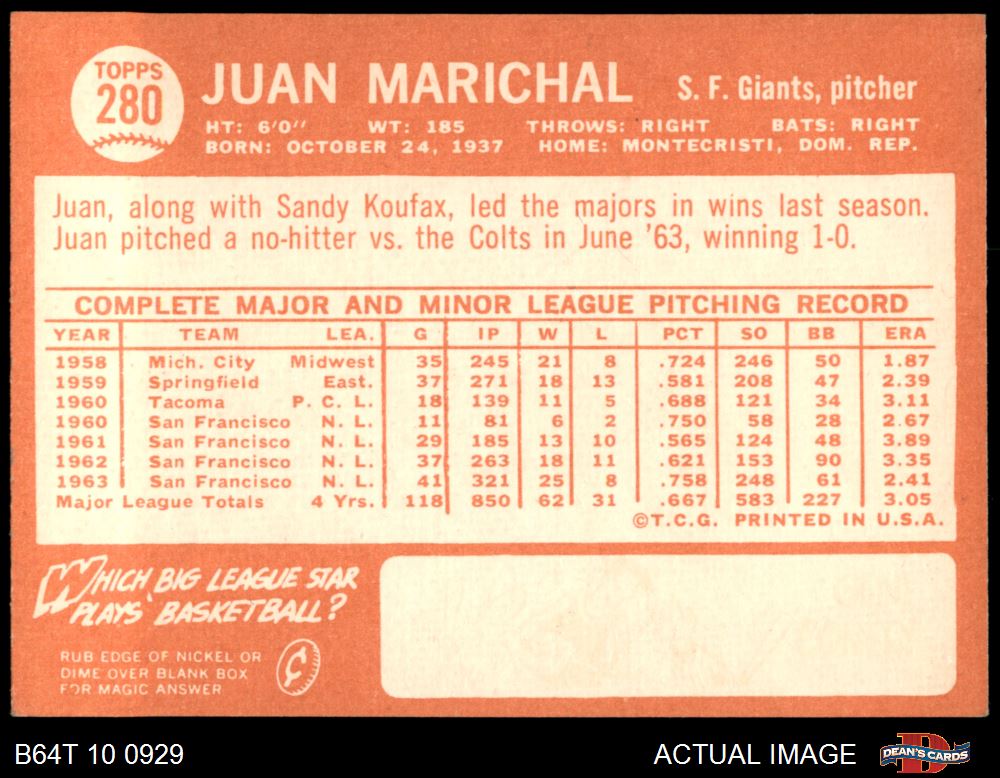 TOPPS
280
JUAN MARICHAL S. F. Giants, pitcher
HT: 6'0" WT: 185 THROWS: RIGHT BATS: RIGHT
BORN: OCTOBER 24, 1937 HOME: MONTECRISTI, DOM. REP.
Juan, along with Sandy Koufax, led the majors in wins last season.
Juan pitched a no-hitter vs. the Colts in June '63, winning 1-0.
COMPLETE MAJOR AND MINOR LEAGUE PITCHING RECORD
YEAR TEAM LEA. G IP W L PCT SO BB ERA
1958 Mich. City Midwest 35 245 21 8 .724 246 50 1.87
1959 Springfield East. 37 271 18 13 .581 208 47 2.39
1960 Tacoma P. C. L. 18 139 11 5 .688 121 34 3.11
1960 San Francisco N. L. 11 81 6 2 .750 58 28 2.67
1961 San Francisco N. L. 29 185 13 10 .565 124 48 3.89
1962 San Francisco N. L. 37 263 18 11 .621 153 90 3.35
1963 San Francisco N. L. 41 321 25 8 .758 248 61 2.41
Major League Totals 4 Yrs. 118 850 62 31 .667 583 227 3.05
©T.C.G. PRINTED IN U.S.A.
WHICH BIG LEAGUE STAR
PLAYS BASKETBALL?
RUB EDGE OF NICKEL OR
DIME OVER BLANK BOX
FOR MAGIC ANSWER
¢
B64T 10 0929 ACTUAL IMAGE DEAN'S CARDS